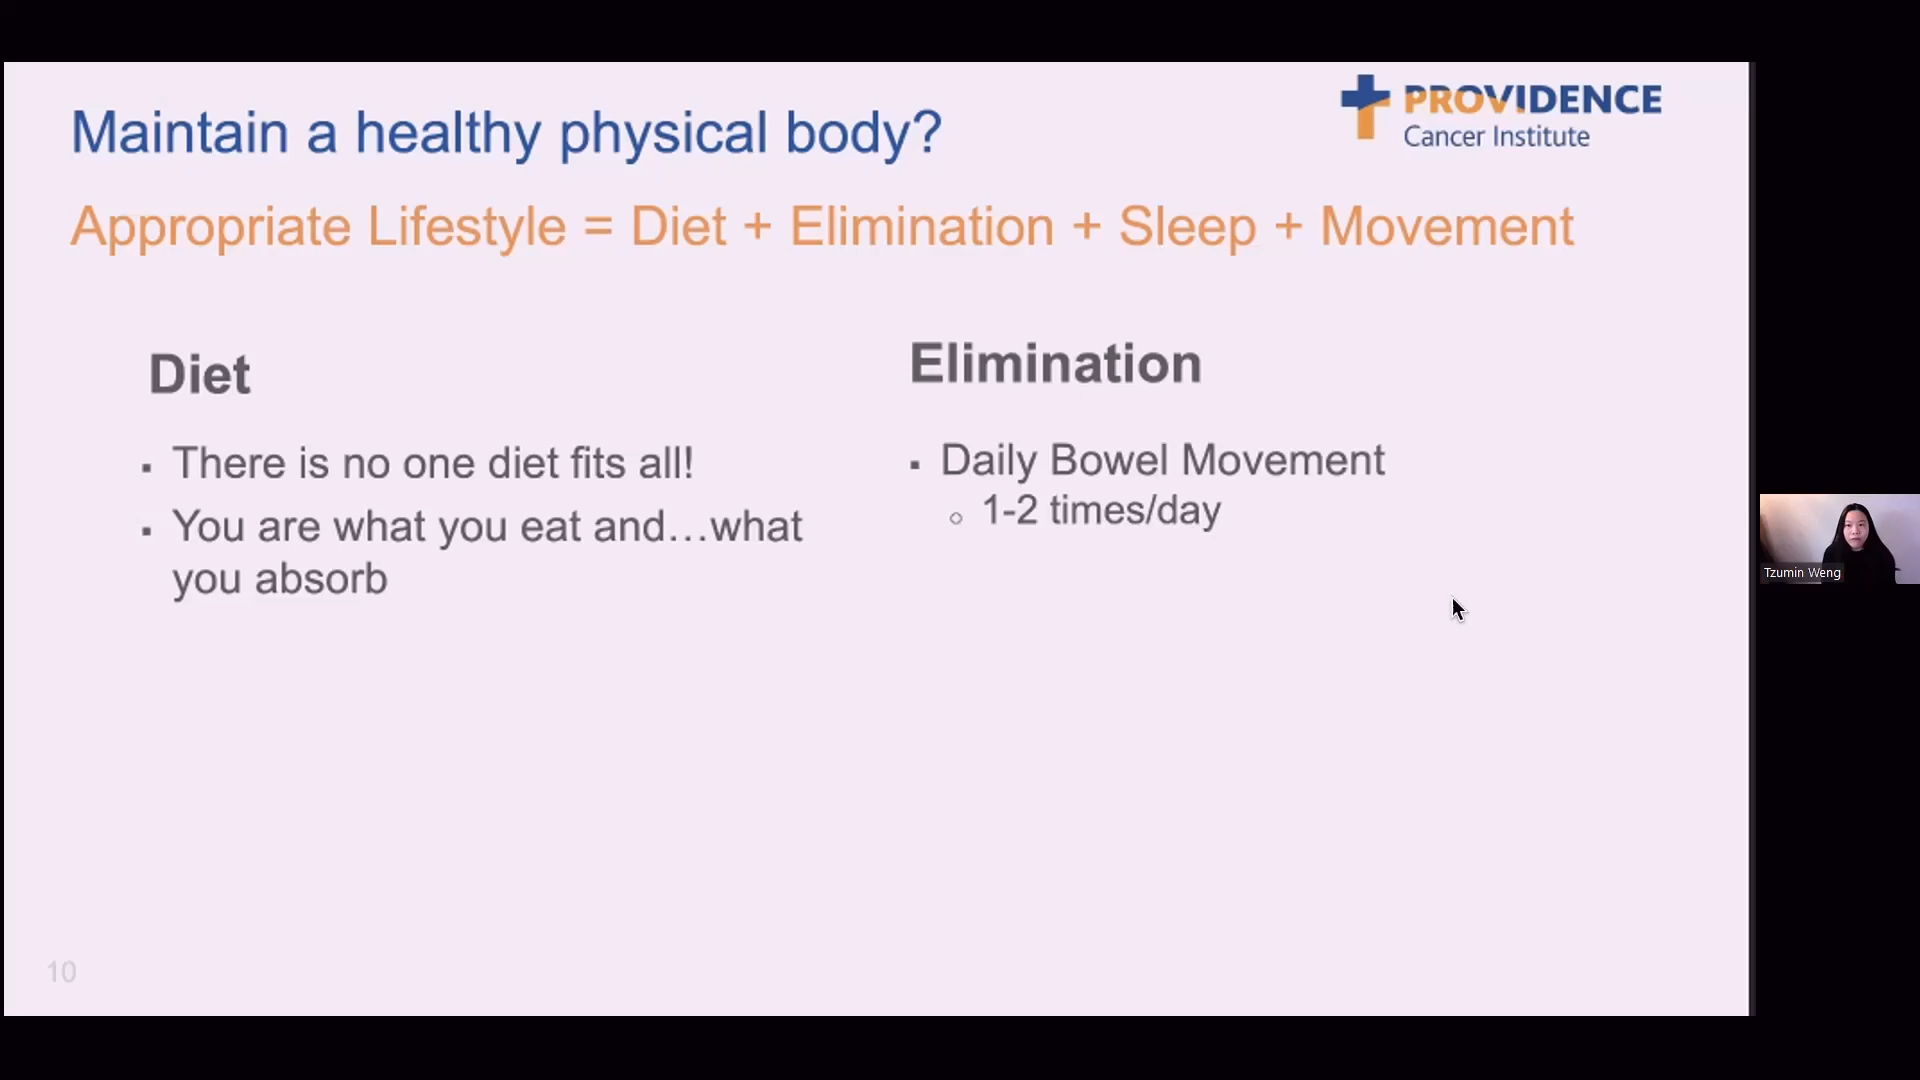 PROVIDENCE
Cancer Institute
Maintain a healthy physical body?
Appropriate Lifestyle = Diet + Elimination + Sleep + Movement
Diet
▪ There is no one diet fits all!
▪ You are what you eat and…what
you absorb
Elimination
▪ Daily Bowel Movement
○ 1-2 times/day
Tzumin Weng
10